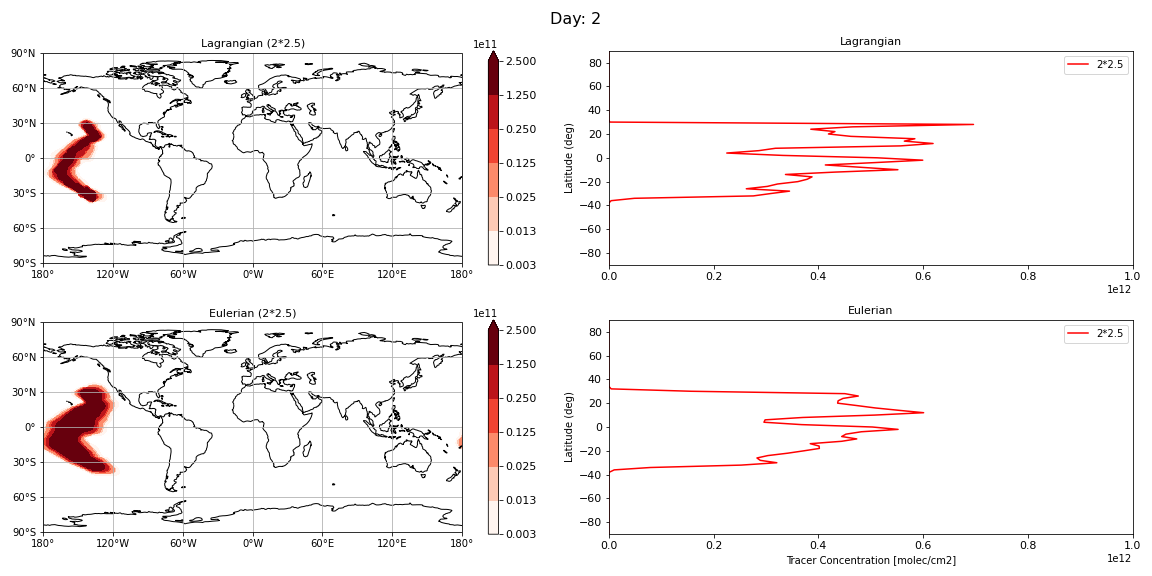 Day: 2
Lagrangian (2*2.5)
1e11
90°N
60°N
30°N
0°
30°S
60°S
90°S
180°
120°W
60°W
0°W
60°E
120°E
180°
2.500
1.250
0.250
0.125
0.025
0.013
0.003
Lagrangian
2*2.5
Latitude (deg)
80
60
40
20
0
−20
−40
−60
−80
0.0
0.2
0.4
0.6
0.8
1.0
1e12
Eulerian (2*2.5)
1e11
90°N
60°N
30°N
0°
30°S
60°S
90°S
180°
120°W
60°W
0°W
60°E
120°E
180°
2.500
1.250
0.250
0.125
0.025
0.013
0.003
Eulerian
2*2.5
Latitude (deg)
80
60
40
20
0
−20
−40
−60
−80
0.0
0.2
0.4
0.6
0.8
1.0
1e12
Tracer Concentration [molec/cm2]